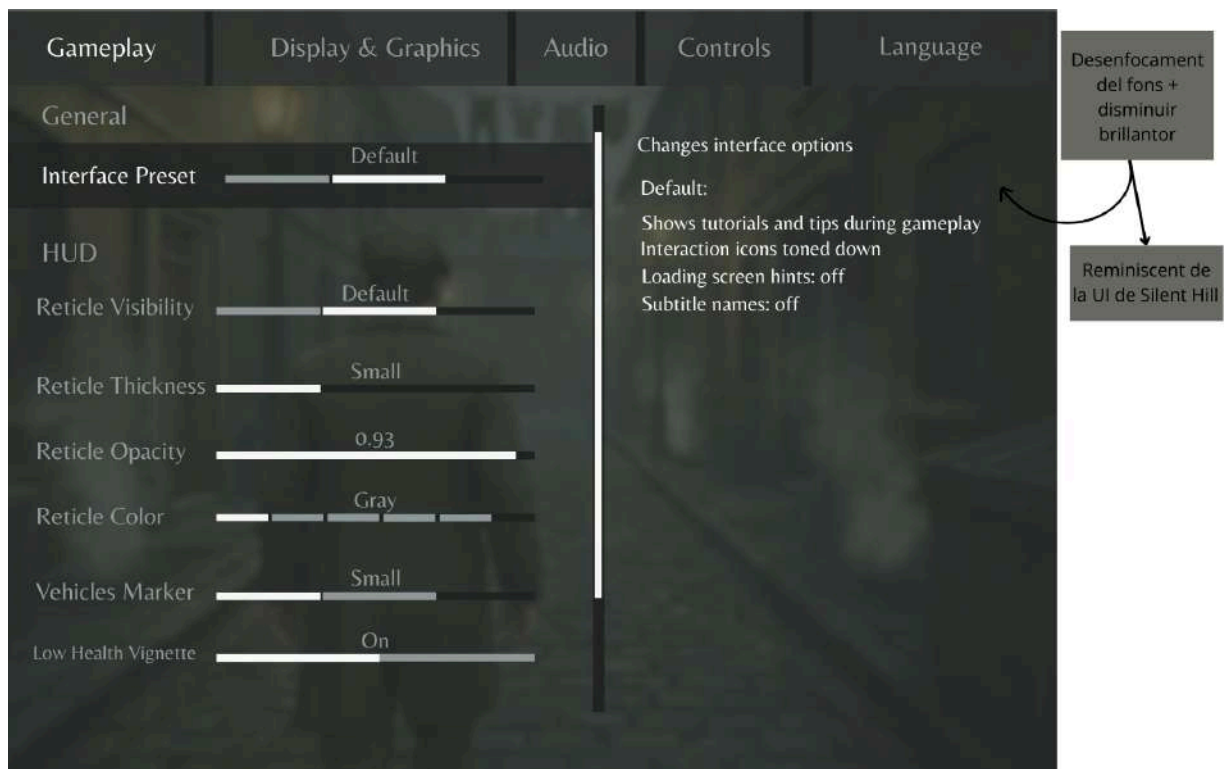 Gameplay
Display & Graphics
Audio
Controls
Language
General
Interface Preset
Default
HUD
Reticle Visibility
Default
Reticle Thickness
Small
Reticle Opacity
0.93
Reticle Color
Gray
Vehicles Marker
Small
Low Health Vignette
On
Changes interface options
Default:
Shows tutorials and tips during gameplay
Interaction icons toned down
Loading screen hints: off
Subtitle names: off
Desenfocament
del fons +
disminuir
brillantor
Reminiscent de
la UI de Silent Hill